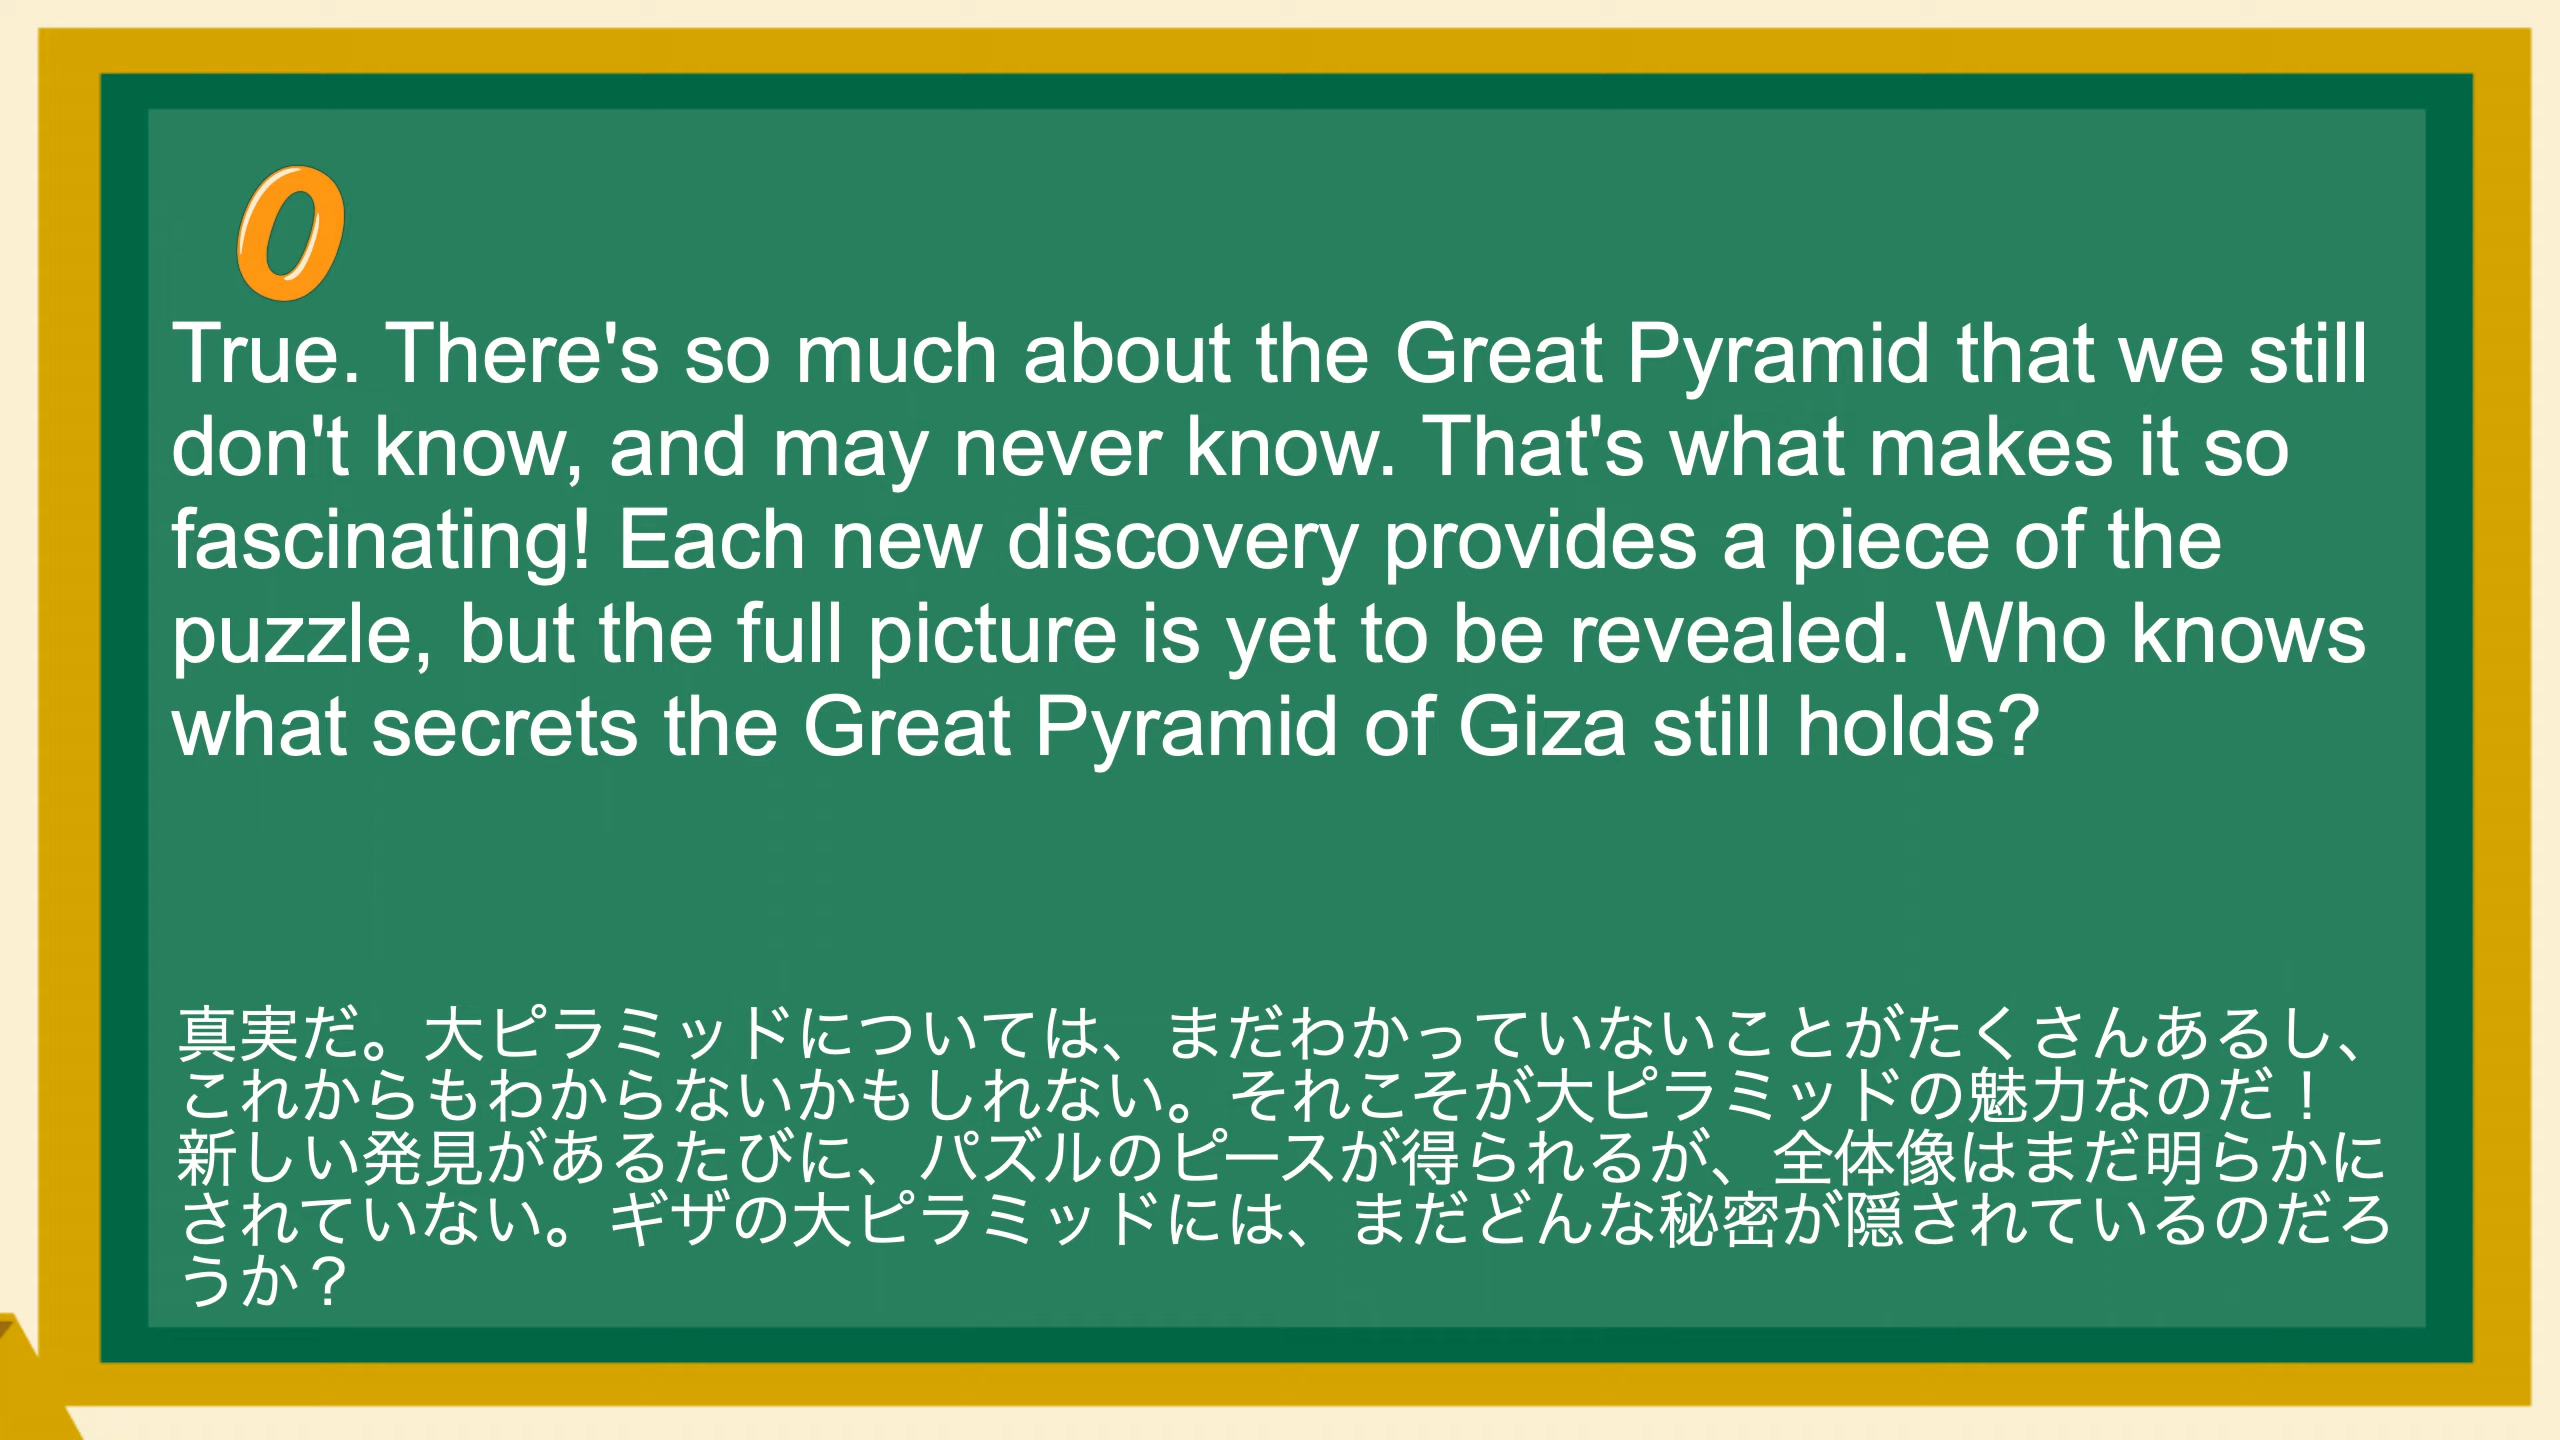 0
True. There's so much about the Great Pyramid that we still
don't know, and may never know. That's what makes it so
fascinating! Each new discovery provides a piece of the
puzzle, but the full picture is yet to be revealed. Who knows
what secrets the Great Pyramid of Giza still holds?
真実だ。大ピラミッドについては、まだわかっていないことがたくさんあるし、
これからもわからないかもしれない。それこそが大ピラミッドの魅力なのだ！
新しい発見があるたびに、パズルのピースが得られるが、全体像はまだ明らかに
されていない。ギザの大ピラミッドには、まだどんな秘密が隠されているのだろ
うか？